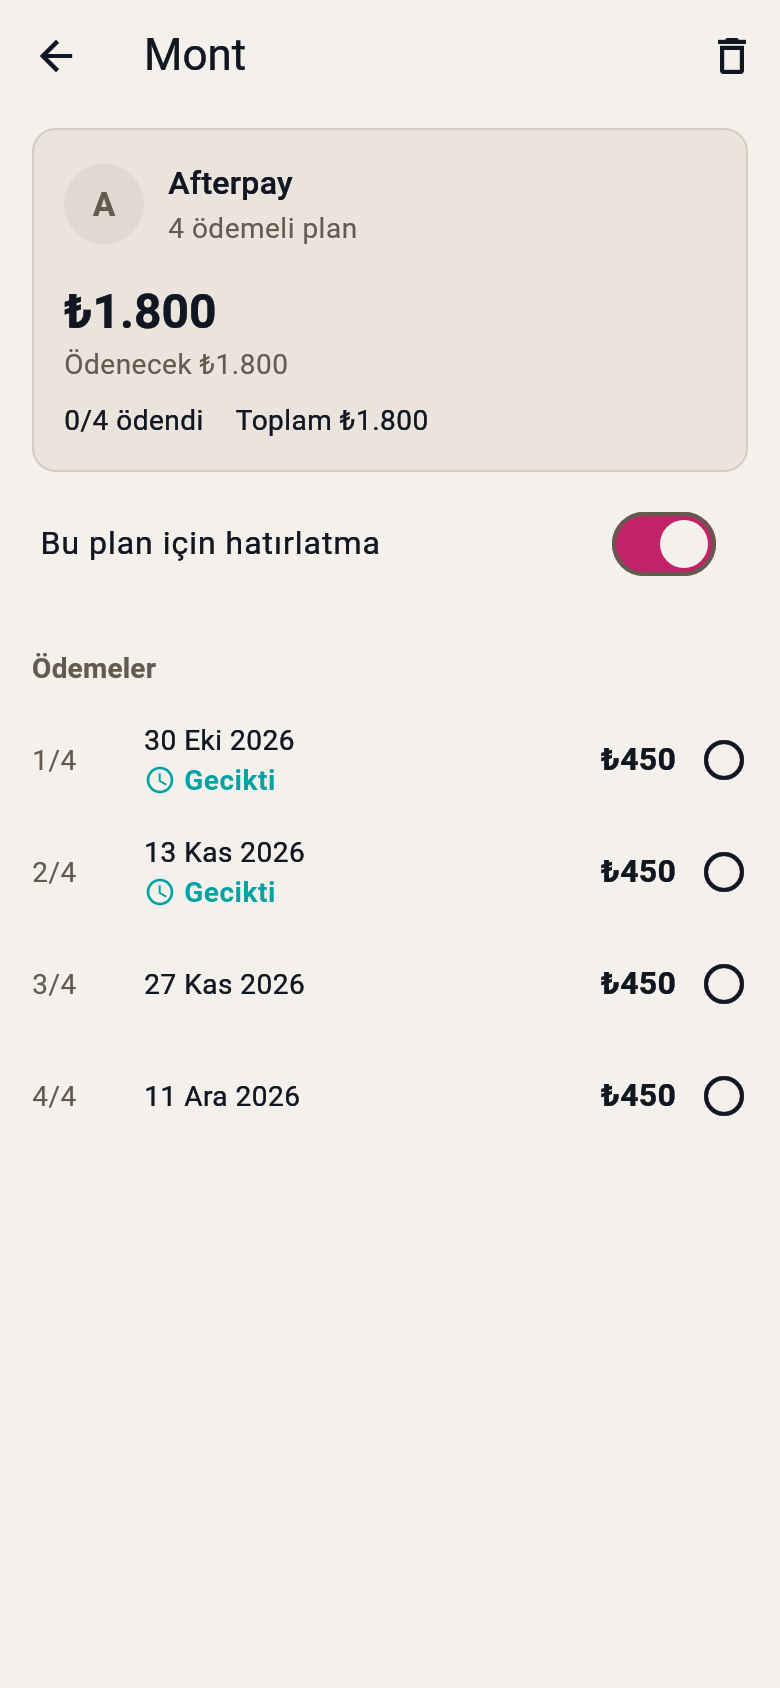 Mont
A
Afterpay
4 ödemeli plan
₺1.800
Ödenecek ₺1.800
0/4 ödendi Toplam ₺1.800
Bu plan için hatırlatma
Ödemeler
1/4 30 Eki 2026 ₺450
Gecikti
2/4 13 Kas 2026 ₺450
Gecikti
3/4 27 Kas 2026 ₺450
4/4 11 Ara 2026 ₺450